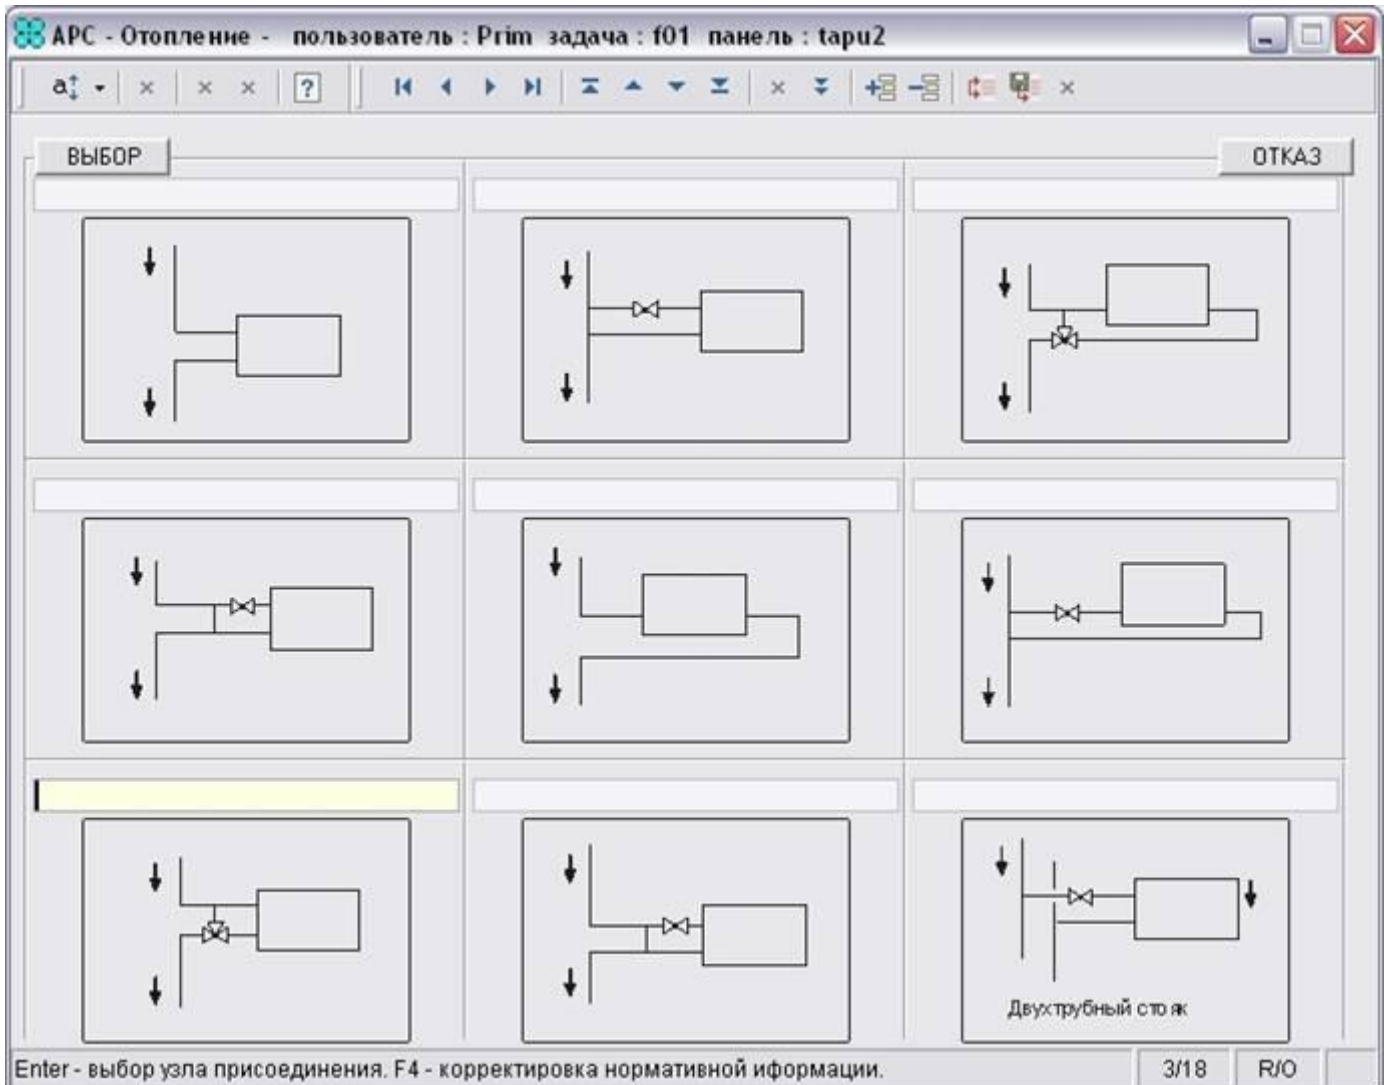 АРС - Отопление - пользователь : Prim задача : f01 панель : tapu2
a
?
ВЫБОР
ОТКАЗ
Двухтрубный стояк
Enter - выбор узла присоединения. F4 - корректировка нормативной иформации.
3/18
R/O